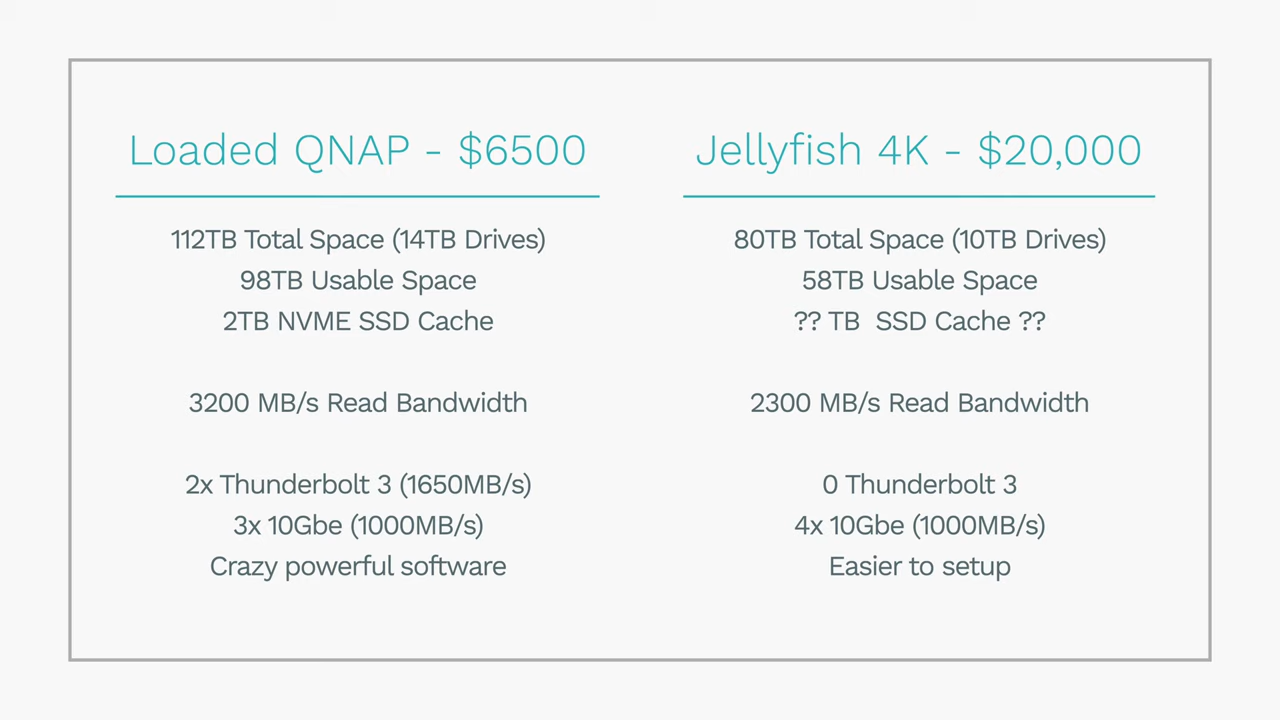 Loaded QNAP - $6500
112TB Total Space (14TB Drives)
98TB Usable Space
2TB NVME SSD Cache
3200 MB/s Read Bandwidth
2x Thunderbolt 3 (1650MB/s)
3x 10Gbe (1000MB/s)
Crazy powerful software
Jellyfish 4K - $20,000
80TB Total Space (10TB Drives)
58TB Usable Space
?? TB  SSD Cache ??
2300 MB/s Read Bandwidth
0 Thunderbolt 3
4x 10Gbe (1000MB/s)
Easier to setup